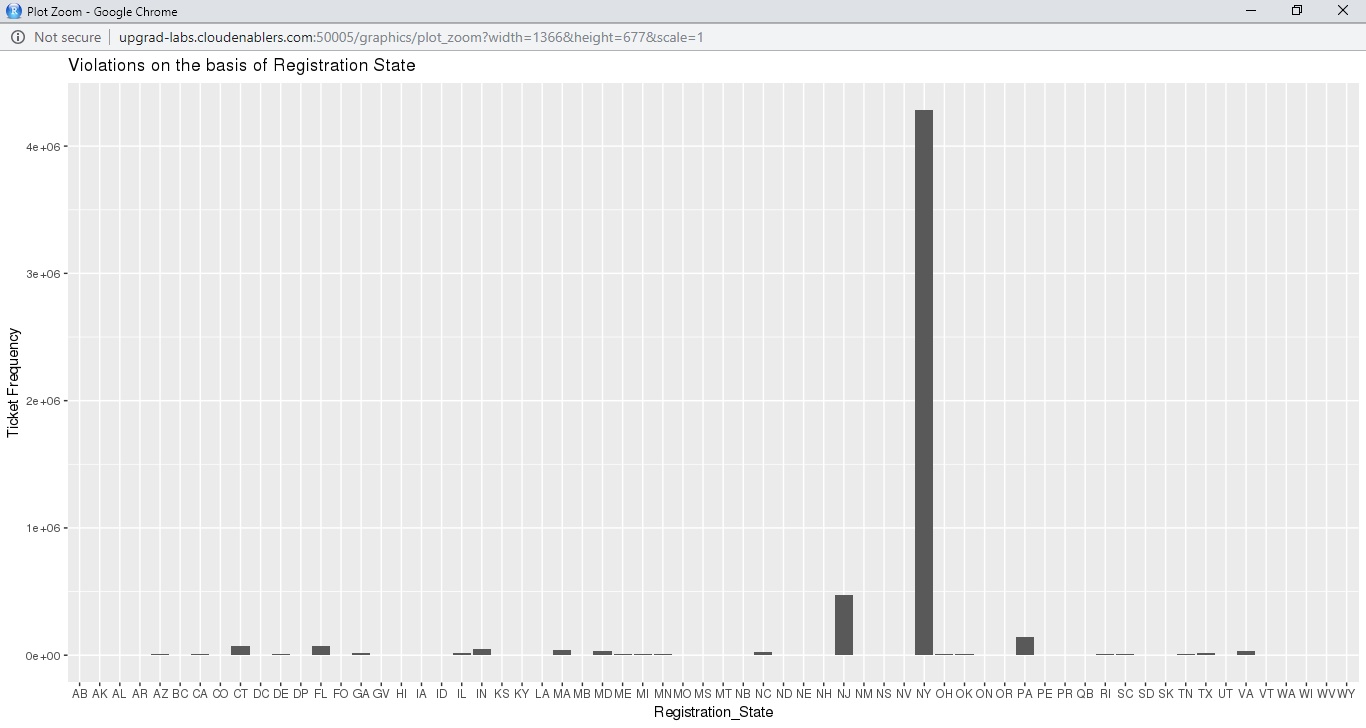 Plot Zoom - Google Chrome
Not secure | upgrad-labs.cloudenablers.com:50005/graphics/plot_zoom?width=1366&height=677&scale=1
Violations on the basis of Registration State
4e+06
3e+06
2e+06
1e+06
0e+00
Ticket Frequency
AB AK AL AR AZ BC CA CO CT DC DE DP FL FO GA GV HI IA ID IL IN KS KY LA MA MB MD ME MI MN MO MS MT NB NC ND NE NH NJ NM NS NV NY OH OK ON OR PA PE PR QB RI SC SD SK TN TX UT VA VT WA WI WV WY
Registration_State